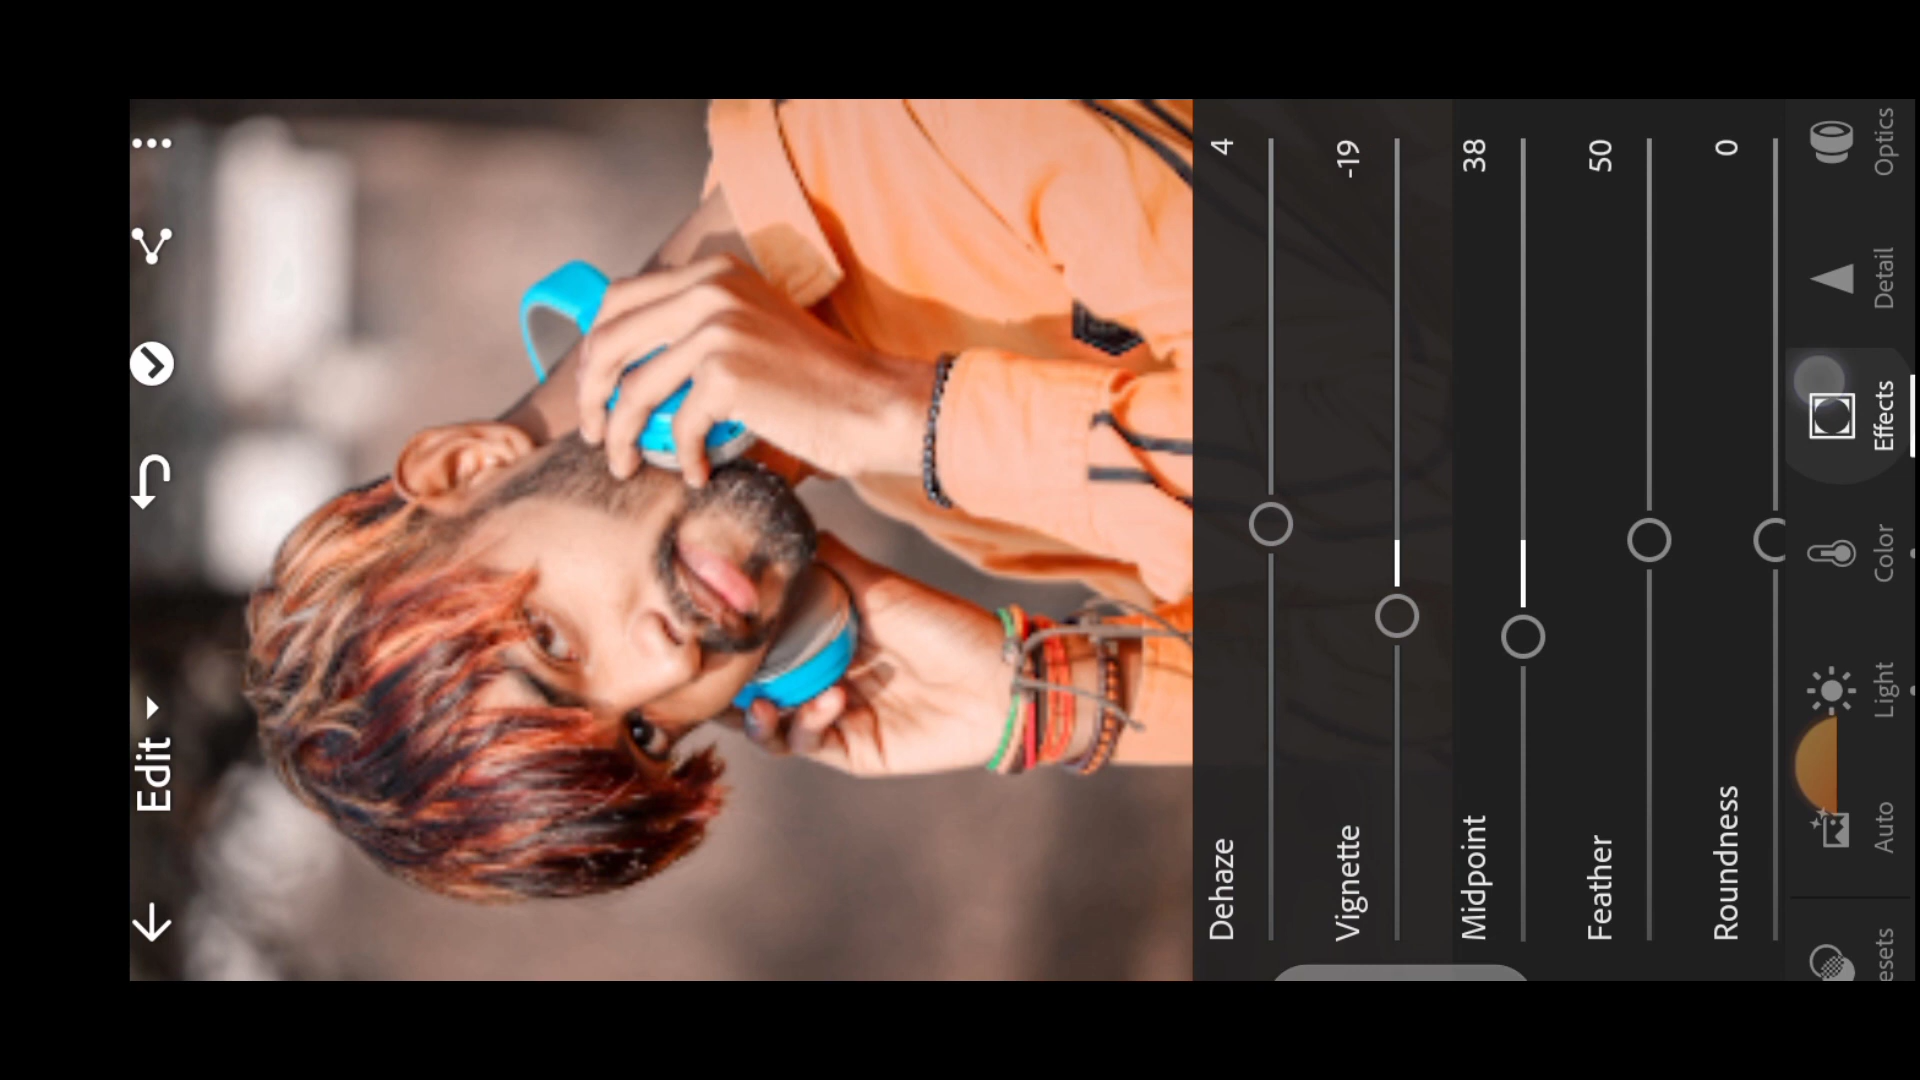 Edit
Dehaze 4
Vignette -19
Midpoint 38
Feather 50
Roundness 0
esets
Auto
Light
Color
Effects
Detail
Optics